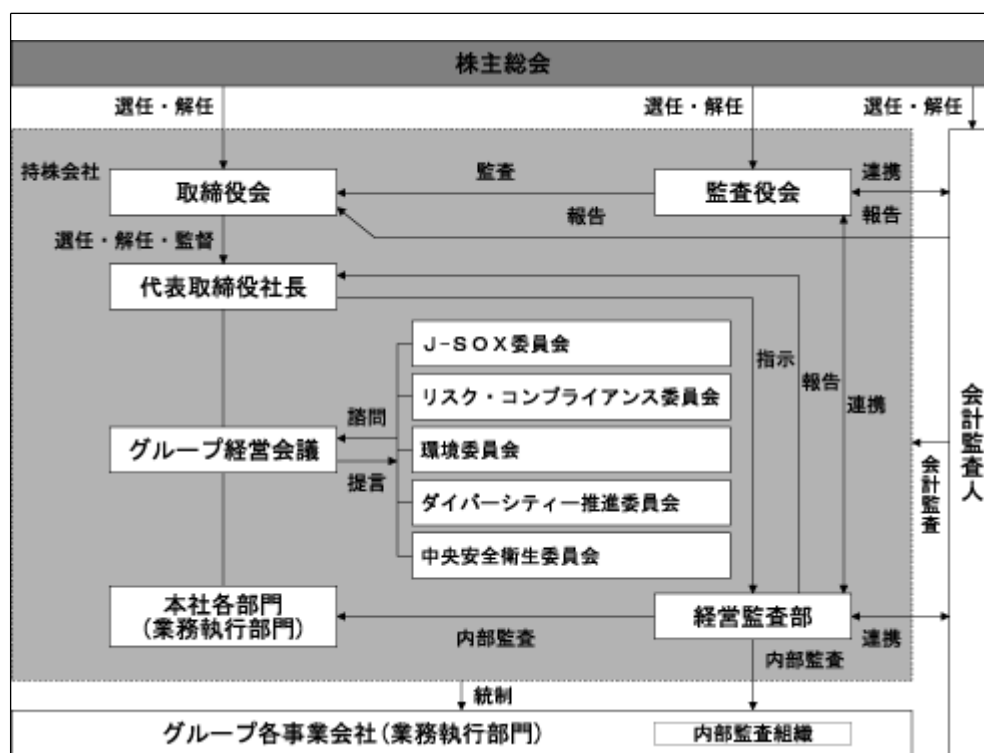 株主総会
選任・解任
選任・解任
選任・解任
持株会社
取締役会
監査
監査役会
連携
報告
報告
選任・解任・監督
代表取締役社長
J-SOX委員会
指示
報告
連携
リスク・コンプライアンス委員会
諮問
グループ経営会議
環境委員会
提言
ダイバーシティー推進委員会
中央安全衛生委員会
会計監査人
会計監査
本社各部門
(業務執行部門)
内部監査
経営監査部
連携
内部監査
統制
グループ各事業会社(業務執行部門)
内部監査組織